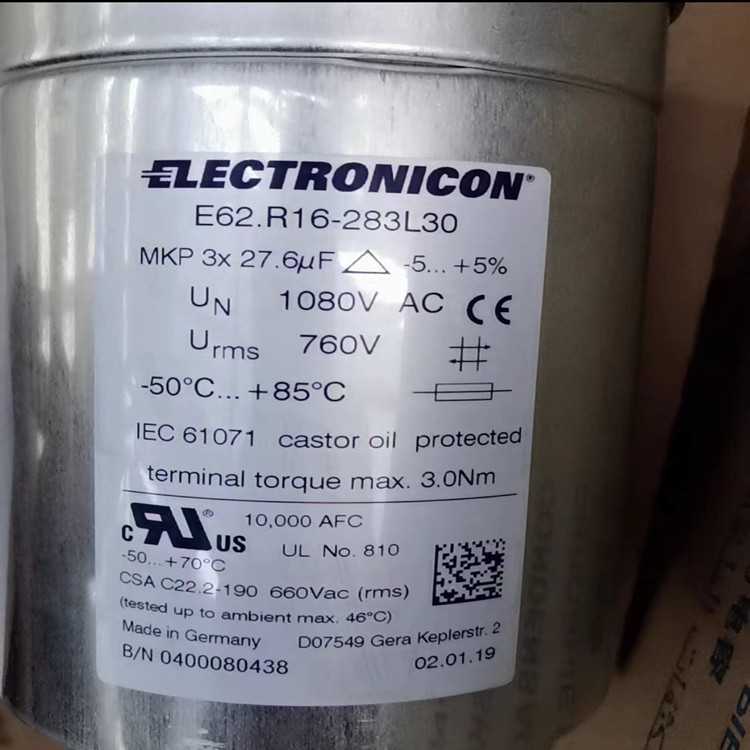 ELECTRONICON®
E62.R16-283L30
MKP 3x 27.6µF △ -5... +5%
UN 1080V AC CE
Urms 760V
-50°C... +85°C
IEC 61071 castor oil protected
terminal torque max. 3.0Nm
c RU® US 10,000 AFC
UL No. 810
-50...+70°C
CSA C22.2-190 660Vac (rms)
(tested up to ambient max. 46°C)
Made in Germany D07549 Gera Keplerstr. 2
B/N 0400080438 02.01.19